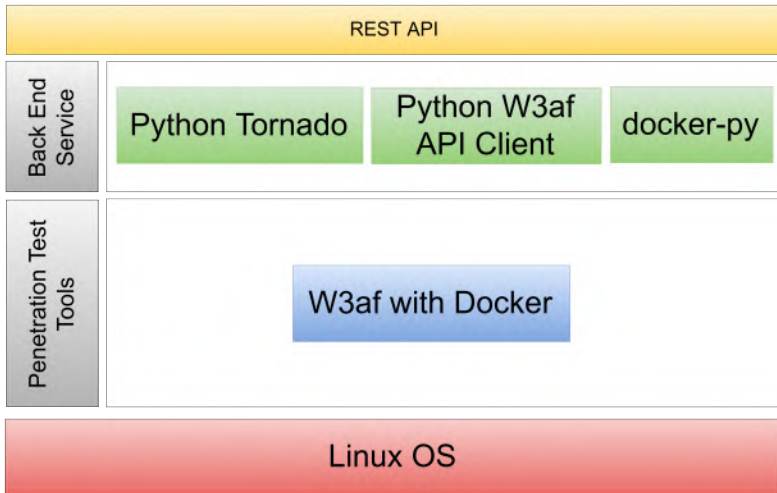 REST API
Back End
Service
Python Tornado
Python W3af
API Client
docker-py
Penetration Test
Tools
W3af with Docker
Linux OS